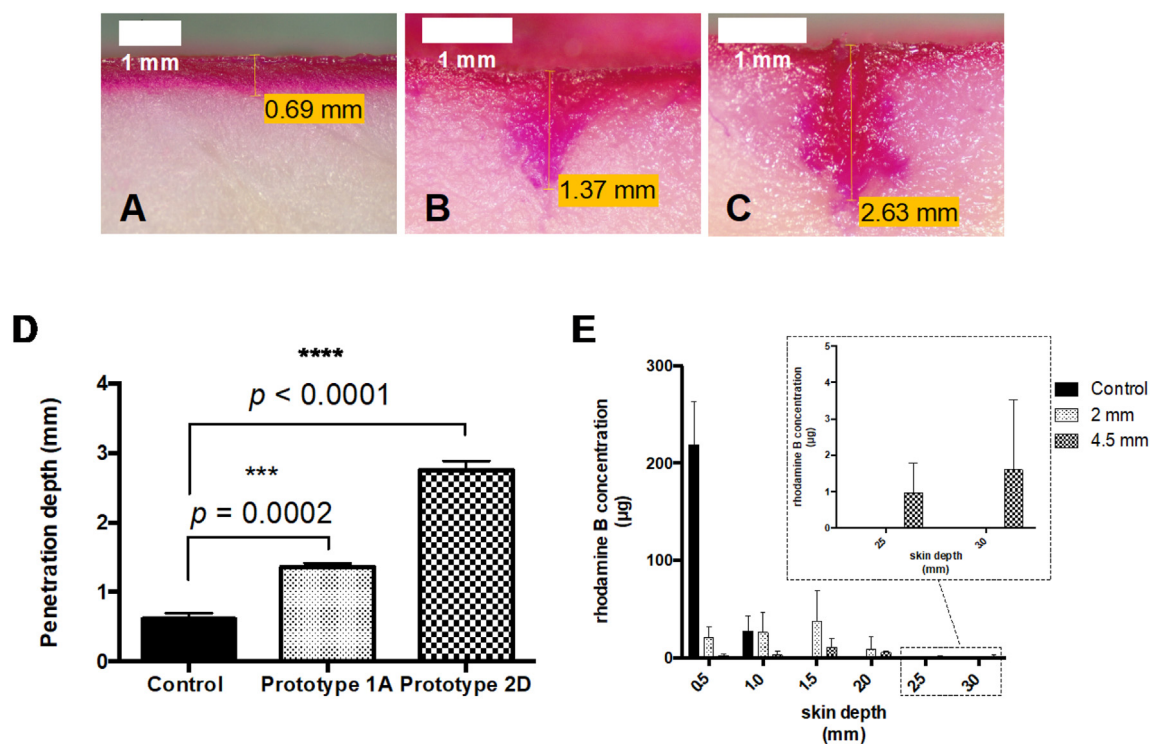 1 mm
0.69 mm
A
1 mm
1.37 mm
B
1 mm
2.63 mm
C
D
Penetration depth (mm)
4
3
2
1
0
****
p < 0.0001
***
p = 0.0002
Control
Prototype 1A
Prototype 2D
E
rhodamine B concentration
(µg)
300
200
100
0
05
1.0
1.5
20
25
30
skin depth
(mm)
rhodamine B concentration
(µg)
5
4
3
2
1
0
25
30
skin depth
(mm)
Control
2 mm
4.5 mm